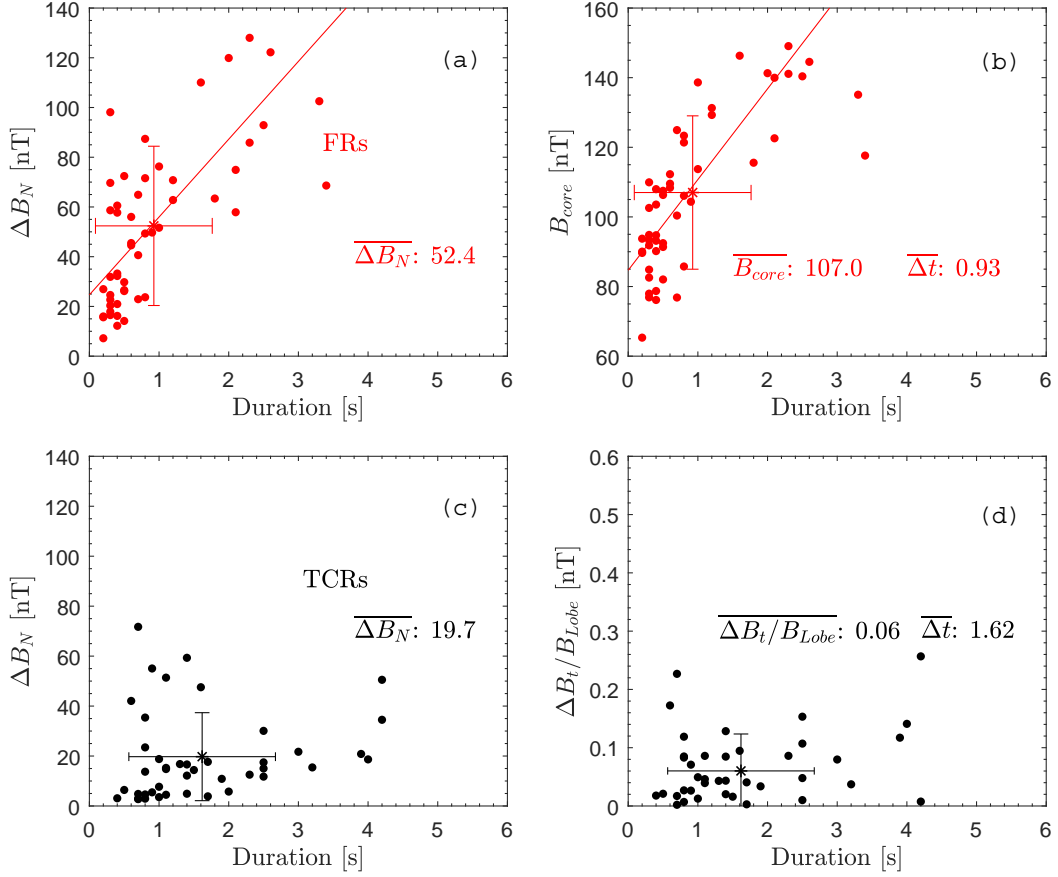 140
120
100
80
60
40
20
0
ΔB_N [nT]
(a)
FRs
ΔB_N: 52.4
0 1 2 3 4 5 6
Duration [s]
160
140
120
100
80
60
B_core [nT]
(b)
B_core: 107.0 Δt: 0.93
0 1 2 3 4 5 6
Duration [s]
140
120
100
80
60
40
20
0
ΔB_N [nT]
(c)
TCRs
ΔB_N: 19.7
0 1 2 3 4 5 6
Duration [s]
0.6
0.5
0.4
0.3
0.2
0.1
0
ΔB_t/B_Lobe [nT]
(d)
ΔB_t/B_Lobe: 0.06 Δt: 1.62
0 1 2 3 4 5 6
Duration [s]